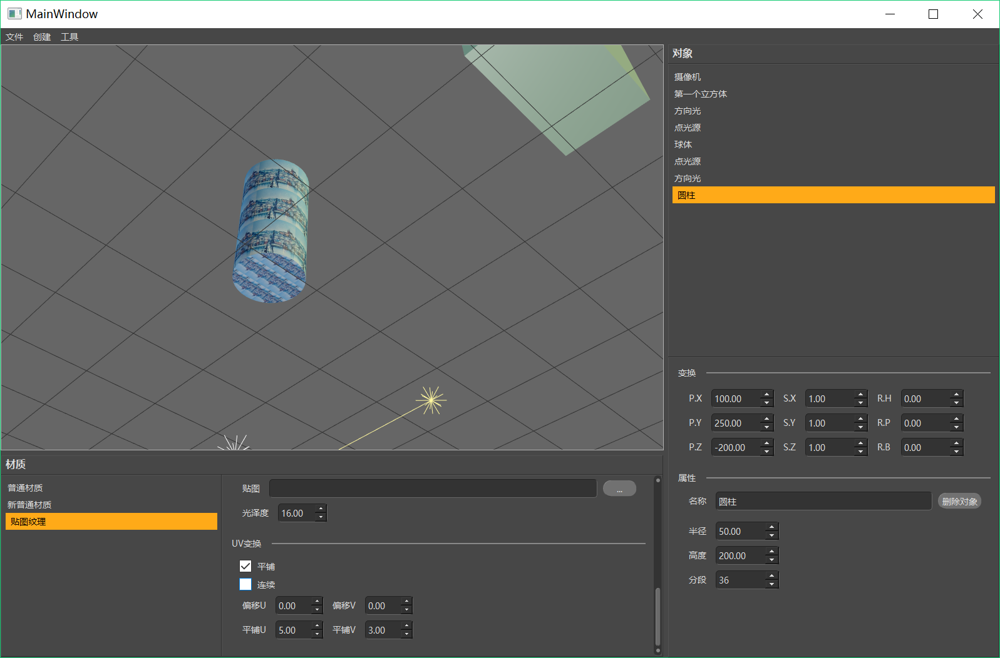 MainWindow
文件 创建 工具
对象
摄像机
第一个立方体
方向光
点光源
球体
点光源
方向光
圆柱
变换
P.X 100.00 S.X 1.00 R.H 0.00
P.Y 250.00 S.Y 1.00 R.P 0.00
P.Z -200.00 S.Z 1.00 R.B 0.00
属性
名称 圆柱 删除对象
半径 50.00
高度 200.00
分段 36
材质
普通材质
新普通材质
贴图纹理
贴图 ...
光泽度 16.00
UV变换
平铺
连续
偏移U 0.00 偏移V 0.00
平铺U 5.00 平铺V 3.00